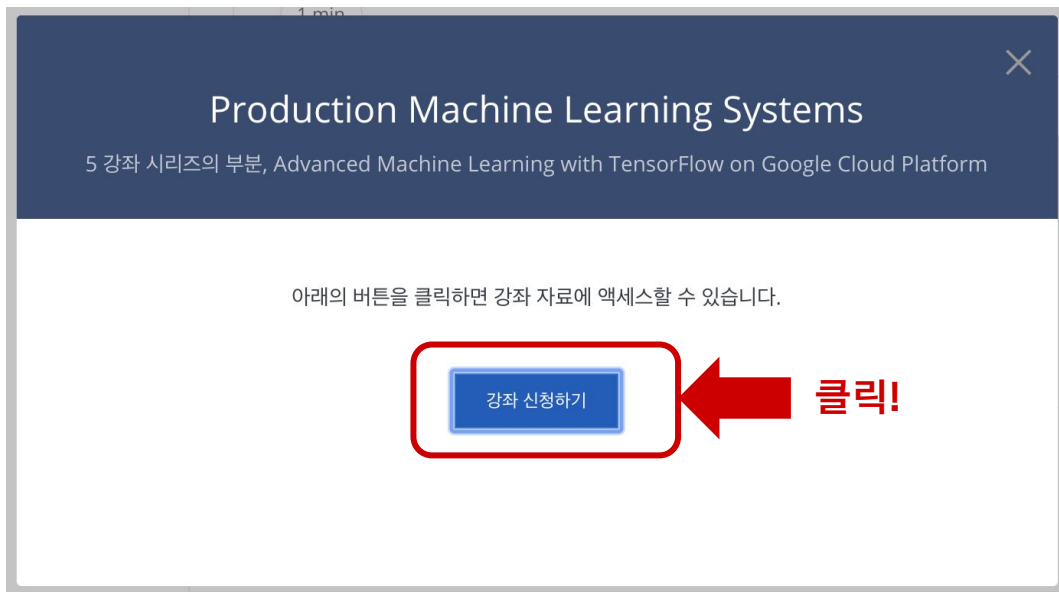 1 min
Production Machine Learning Systems
5 강좌 시리즈의 부분, Advanced Machine Learning with TensorFlow on Google Cloud Platform
아래의 버튼을 클릭하면 강좌 자료에 액세스할 수 있습니다.
강좌 신청하기
클릭!